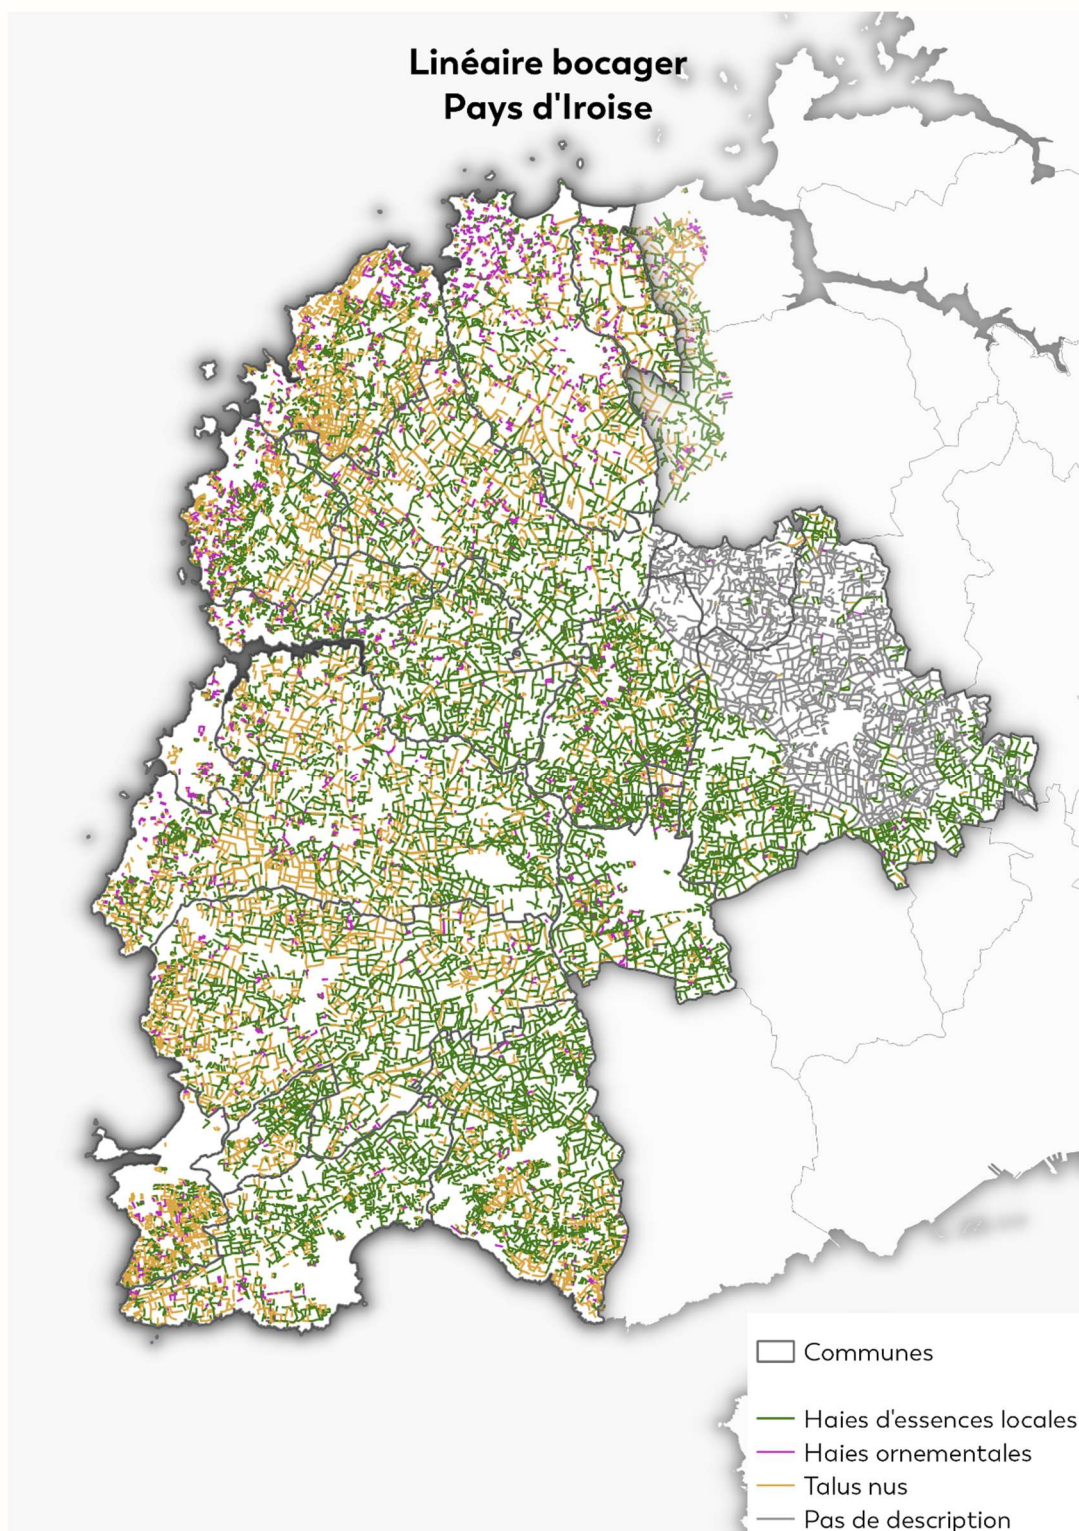 Linéaire bocager
Pays d'Iroise
Communes
Haies d'essences locales
Haies ornementales
Talus nus
Pas de description